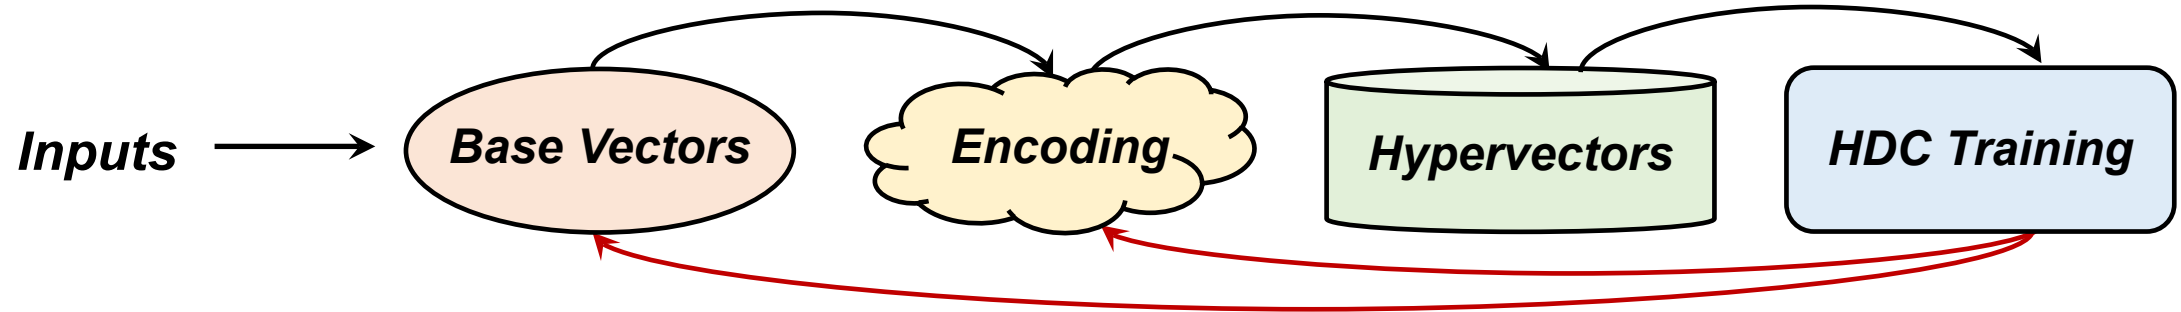 Inputs
Base Vectors
Encoding
Hypervectors
HDC Training